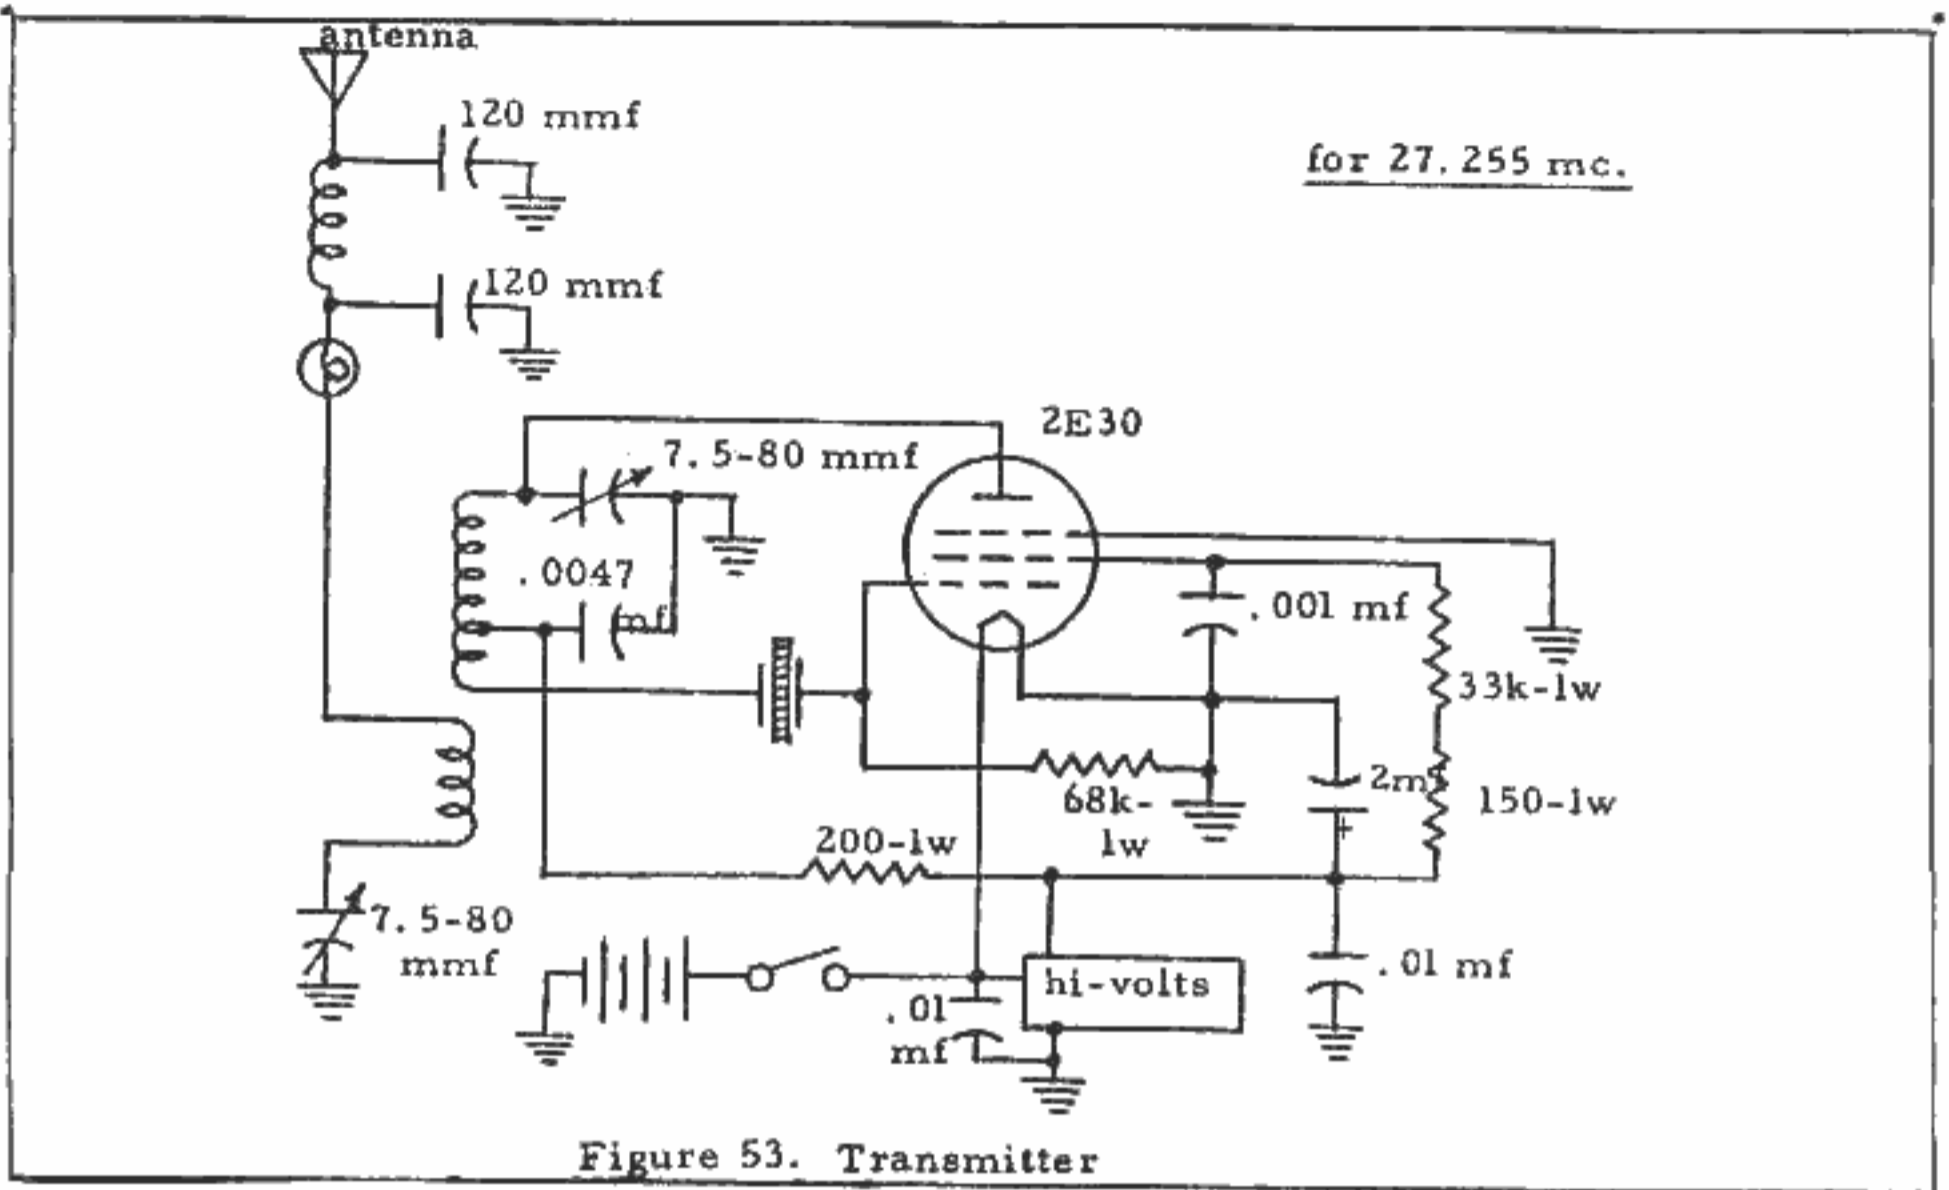 antenna
120 mmf
for 27.255 mc.
120 mmf
2E30
7.5-80 mmf
.0047
mf
.001 mf
33k-1w
2mf
150-1w
68k-
1w
200-1w
7.5-80
mmf
hi-volts
.01 mf
.01
mf
Figure 53. Transmitter